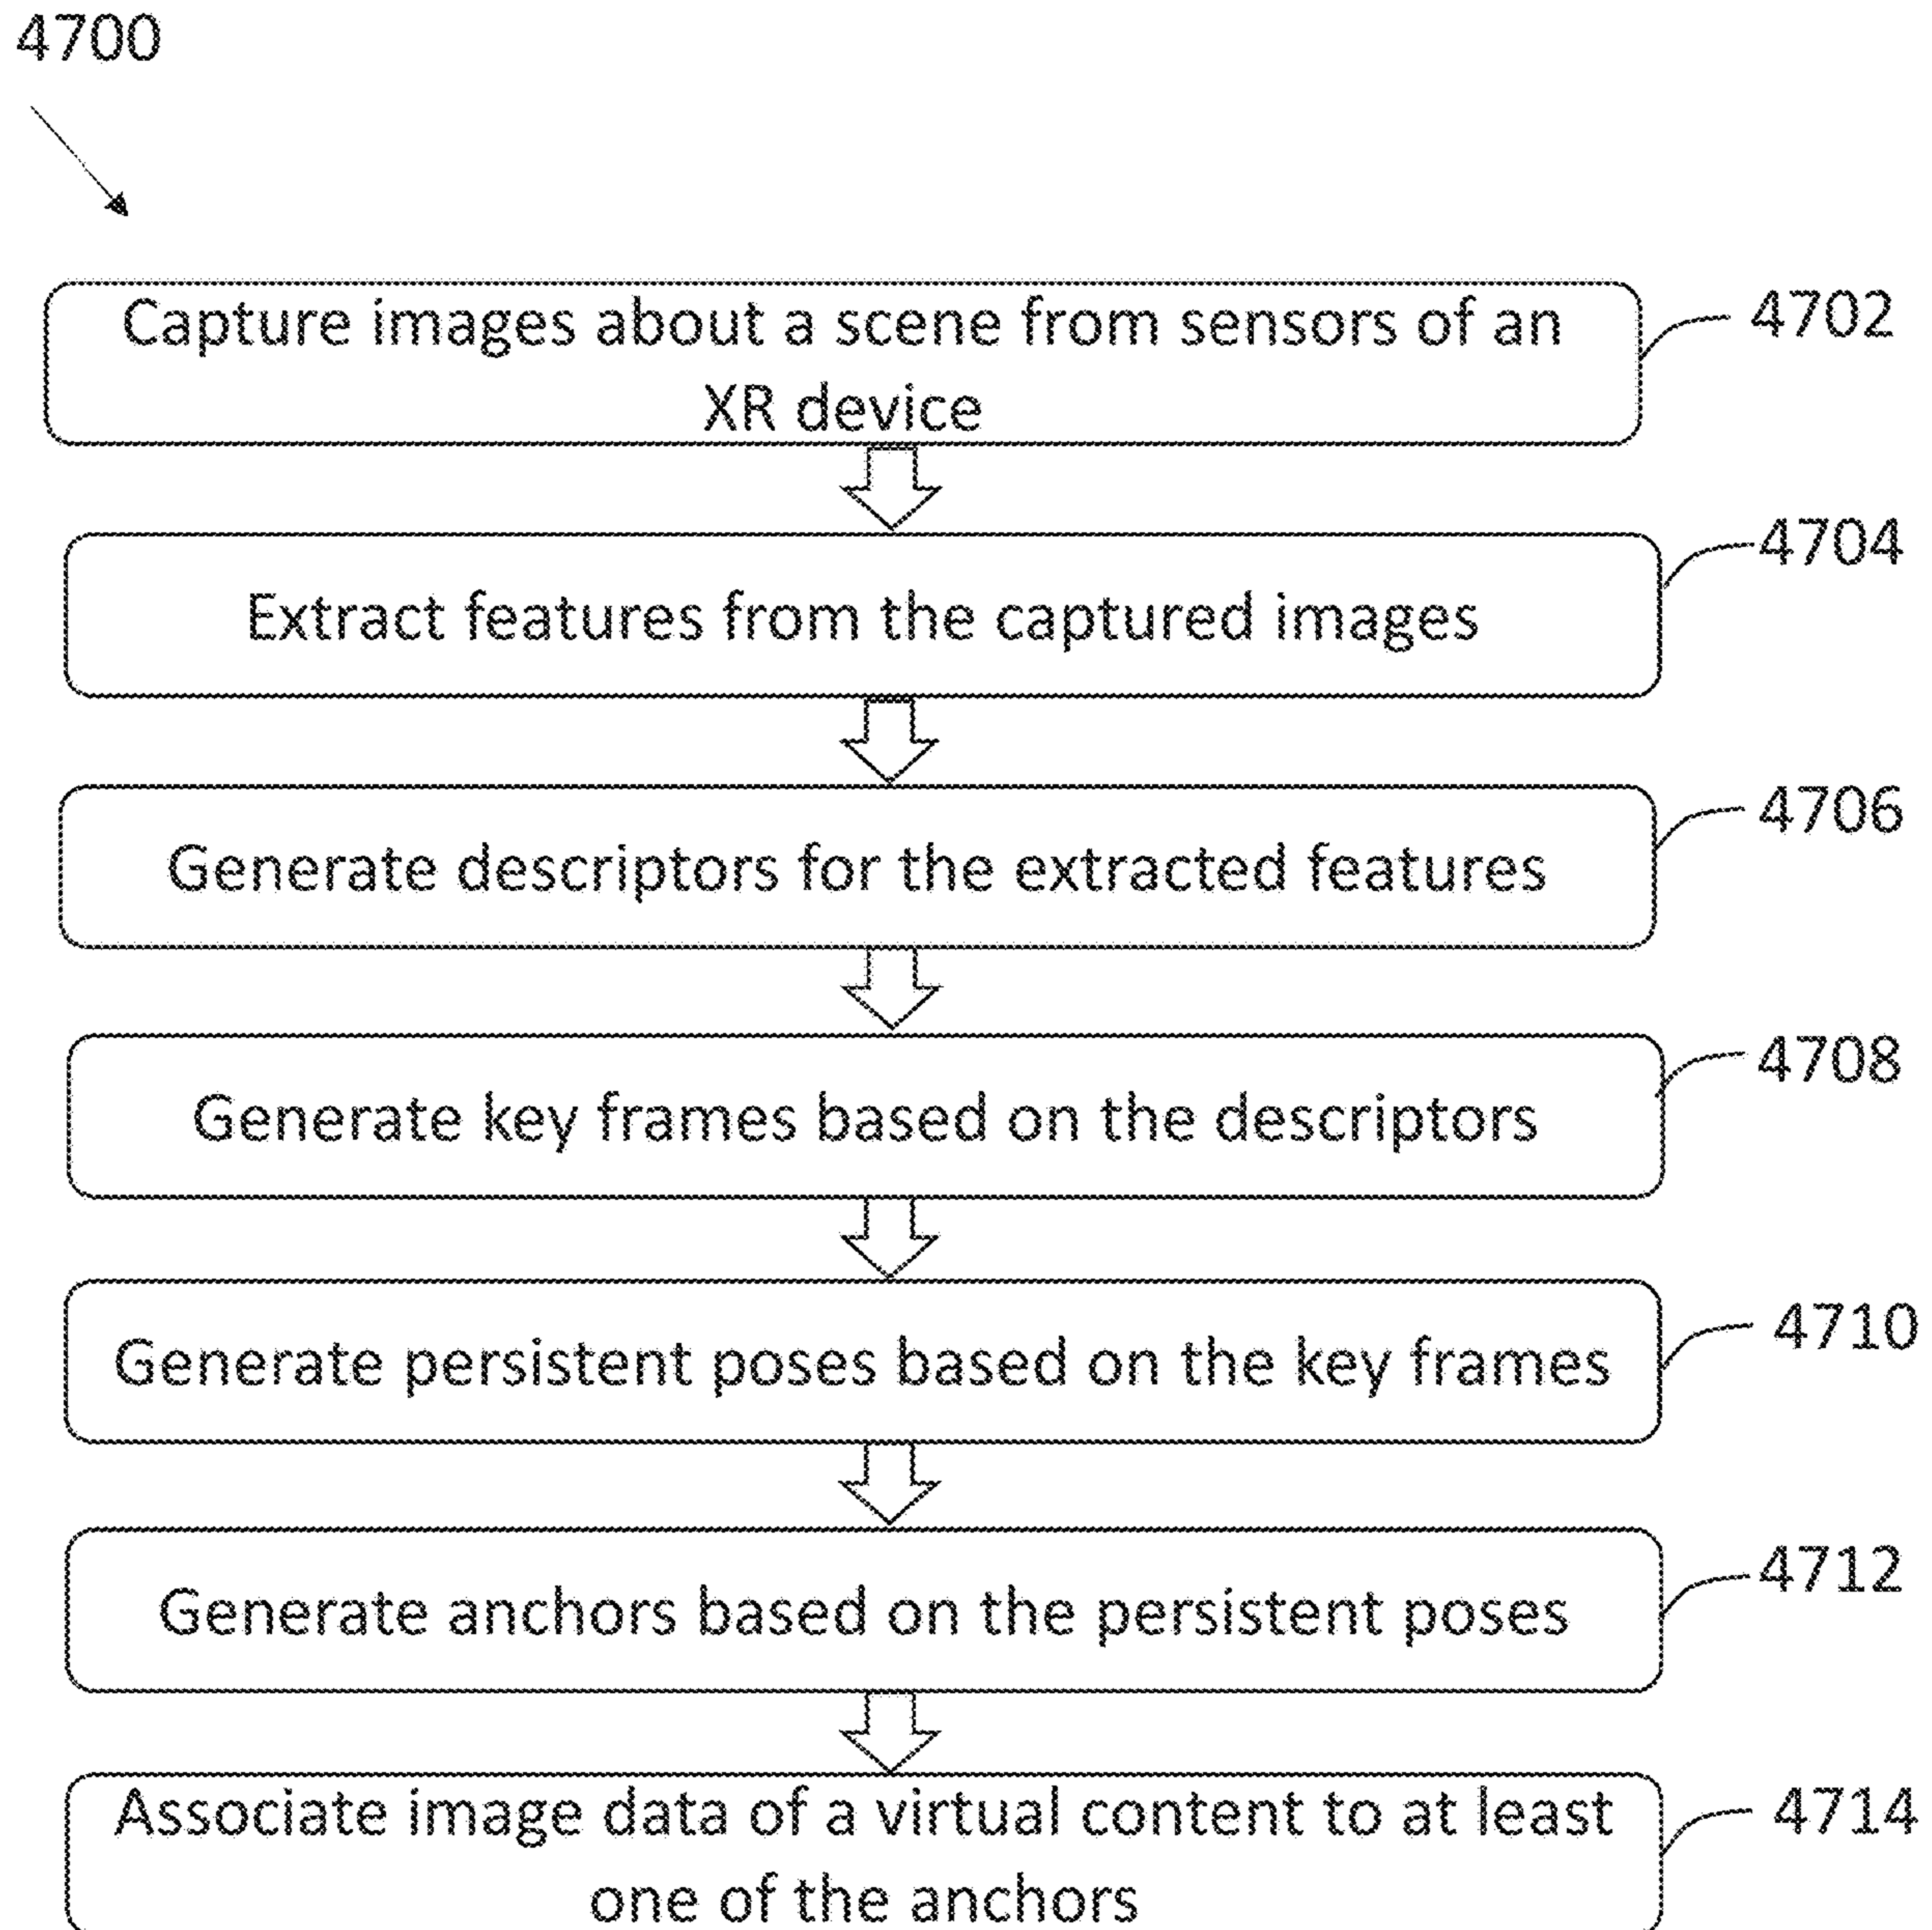 4700
Capture images about a scene from sensors of an
XR device
4702
Extract features from the captured images
4704
Generate descriptors for the extracted features
4706
Generate key frames based on the descriptors
4708
Generate persistent poses based on the key frames
4710
Generate anchors based on the persistent poses
4712
Associate image data of a virtual content to at least
one of the anchors
4714